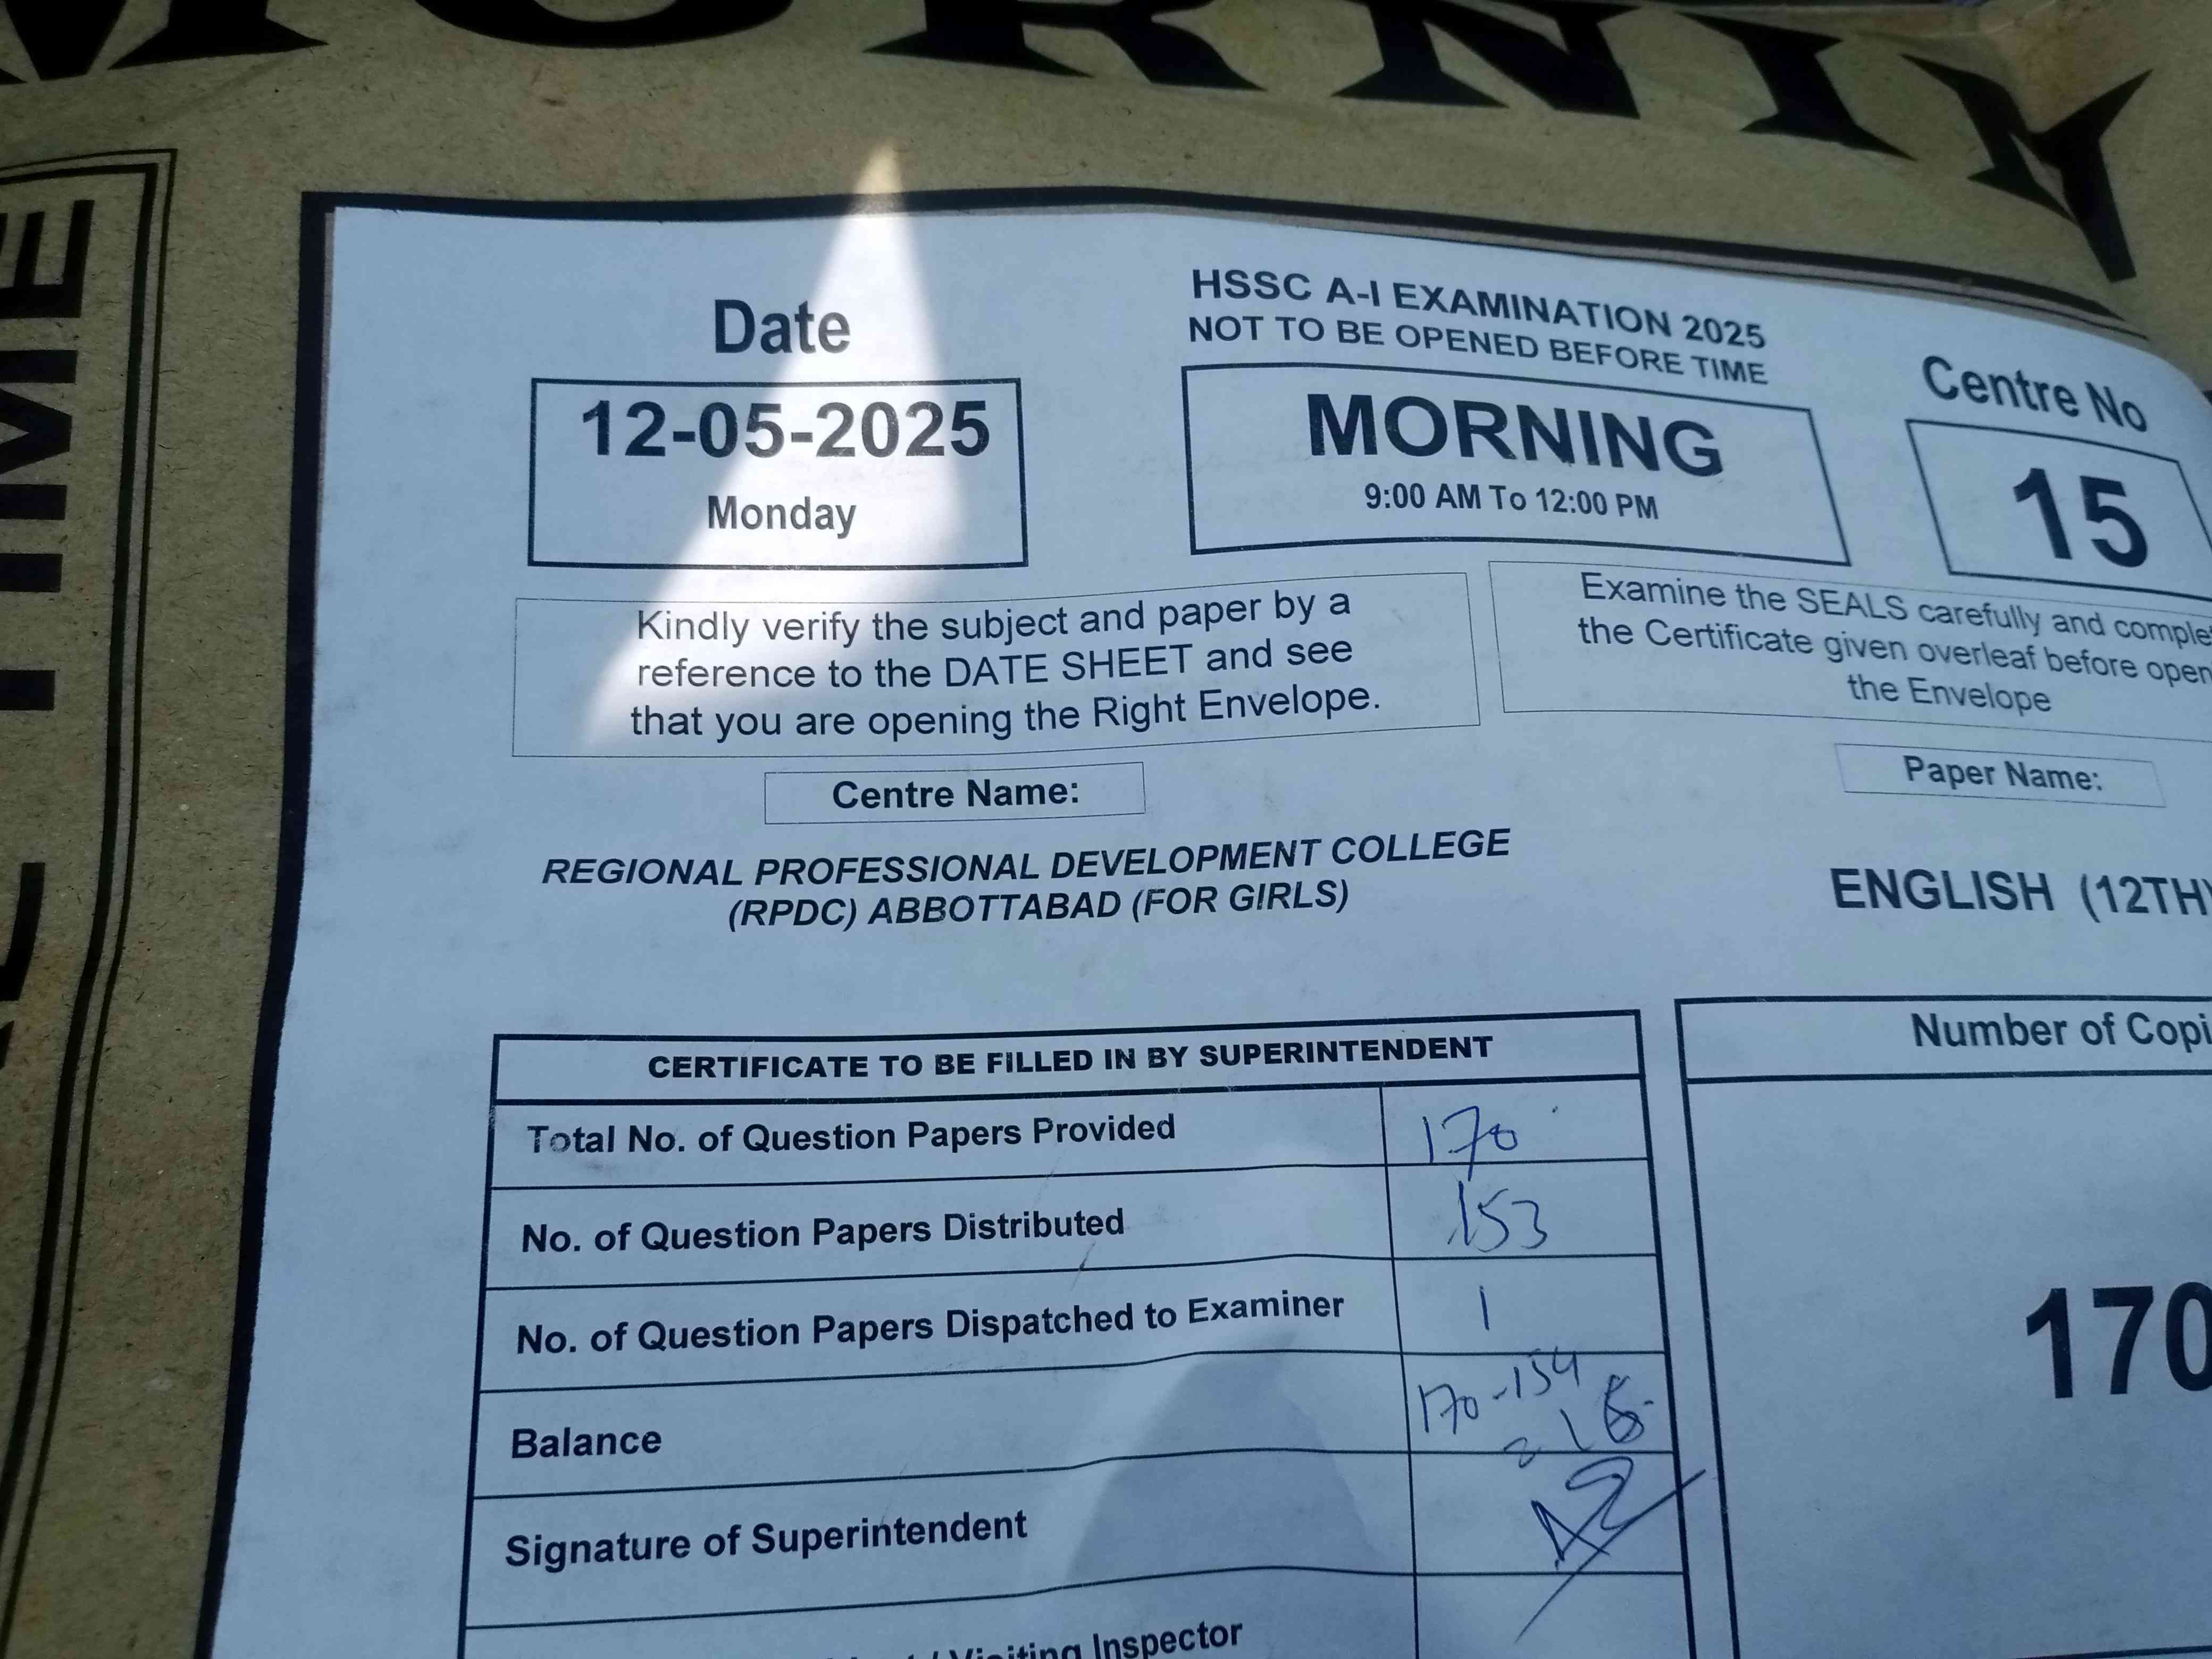 MORNIN
TIME
Date
12-05-2025
Monday
HSSC A-I EXAMINATION 2025
NOT TO BE OPENED BEFORE TIME
MORNING
9:00 AM To 12:00 PM
Centre No
15
Kindly verify the subject and paper by a
reference to the DATE SHEET and see
that you are opening the Right Envelope.
Examine the SEALS carefully and complet
the Certificate given overleaf before open
the Envelope
Centre Name:
REGIONAL PROFESSIONAL DEVELOPMENT COLLEGE
(RPDC) ABBOTTABAD (FOR GIRLS)
Paper Name:
ENGLISH (12TH)
CERTIFICATE TO BE FILLED IN BY SUPERINTENDENT
Total No. of Question Papers Provided 170
No. of Question Papers Distributed 153
No. of Question Papers Dispatched to Examiner 1
Balance 170-154
= 16
Signature of Superintendent
Visiting Inspector
Number of Copi
170